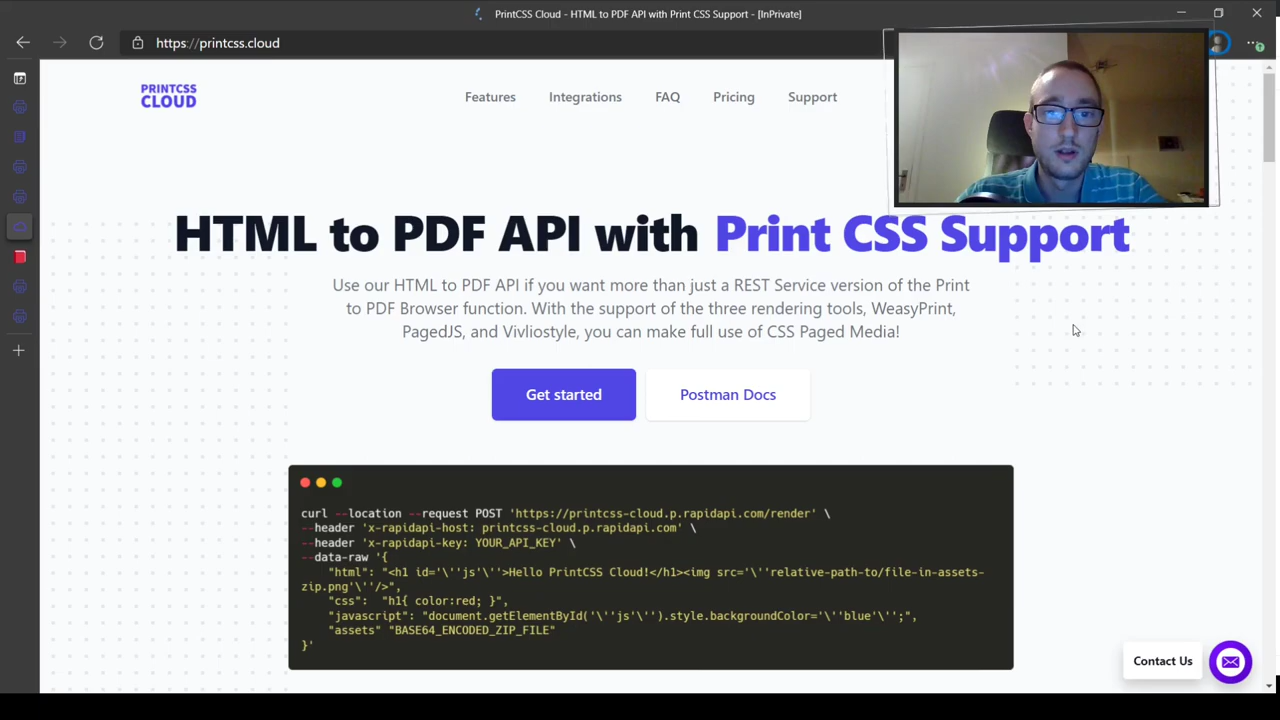 PrintCSS Cloud - HTML to PDF API with Print CSS Support - [InPrivate]
https://printcss.cloud
PRINTCSS
CLOUD
Features
Integrations
FAQ
Pricing
Support
HTML to PDF API with Print CSS Support
Use our HTML to PDF API if you want more than just a REST Service version of the Print
to PDF Browser function. With the support of the three rendering tools, WeasyPrint,
PagedJS, and Vivliostyle, you can make full use of CSS Paged Media!
Get started
Postman Docs
curl --location --request POST 'https://printcss-cloud.p.rapidapi.com/render' \
--header 'x-rapidapi-host: printcss-cloud.p.rapidapi.com' \
--header 'x-rapidapi-key: YOUR_API_KEY' \
--data-raw '{
"html": "<h1 id='\''js'\''>Hello PrintCSS Cloud!</h1><img src='\''relative-path-to/file-in-assets-
zip.png'\''/>",
"css": "h1{ color:red; }",
"javascript": "document.getElementById('\''js'\'').style.backgroundColor='\''blue'\'';",
"assets" "BASE64_ENCODED_ZIP_FILE"
}'
Contact Us